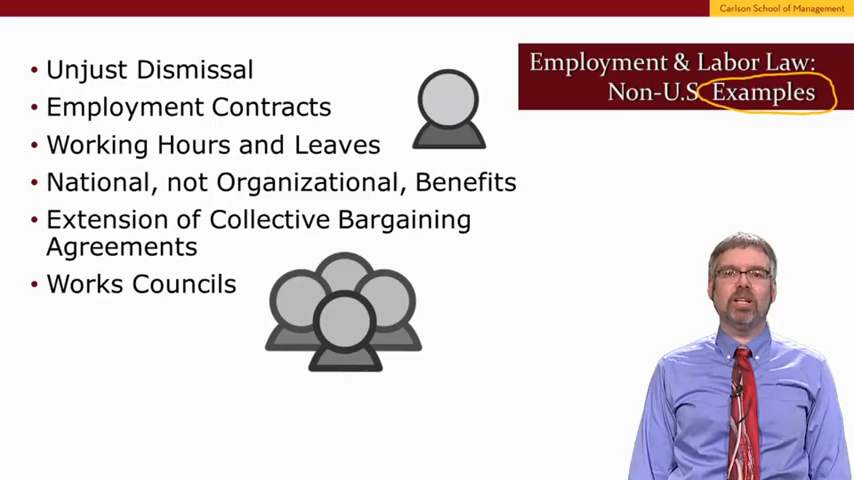 Carlson School of Management
Employment & Labor Law:
Non-U.S Examples
• Unjust Dismissal
• Employment Contracts
• Working Hours and Leaves
• National, not Organizational, Benefits
• Extension of Collective Bargaining
Agreements
• Works Councils